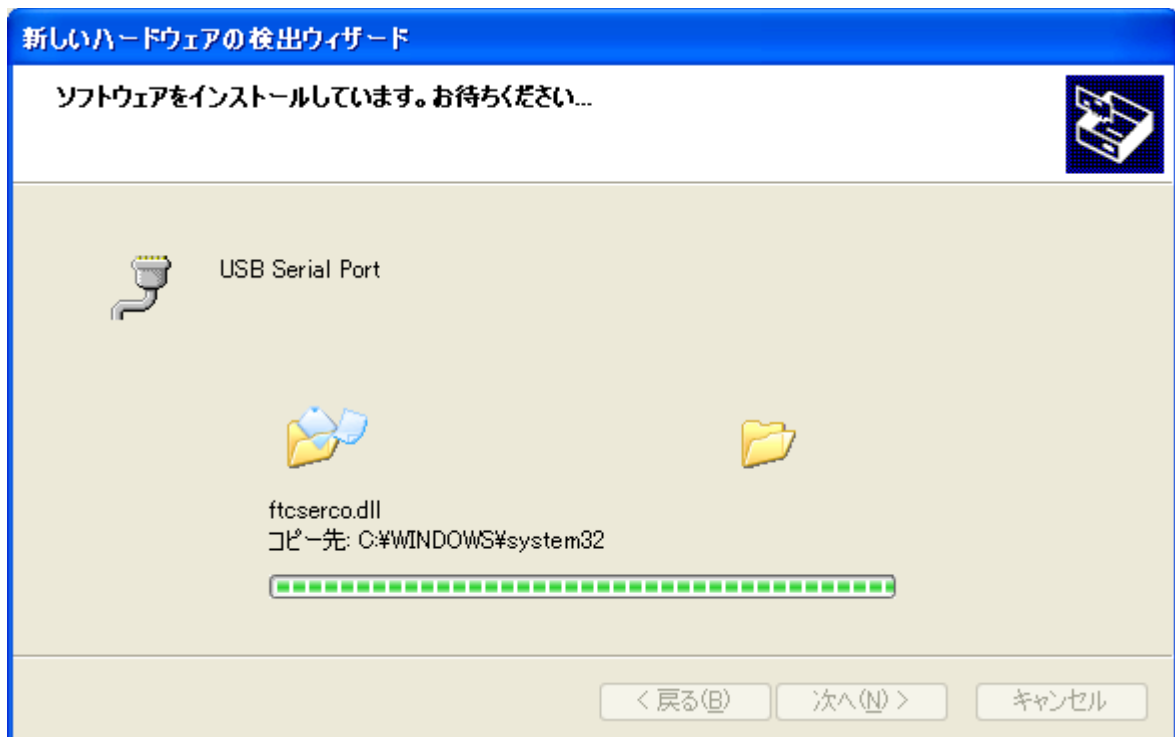 新しいハードウェアの検出ウィザード
ソフトウェアをインストールしています。お待ちください...
USB Serial Port
ftcserco.dll
コピー先: C:¥WINDOWS¥system32
< 戻る(B) 次へ(N) > キャンセル